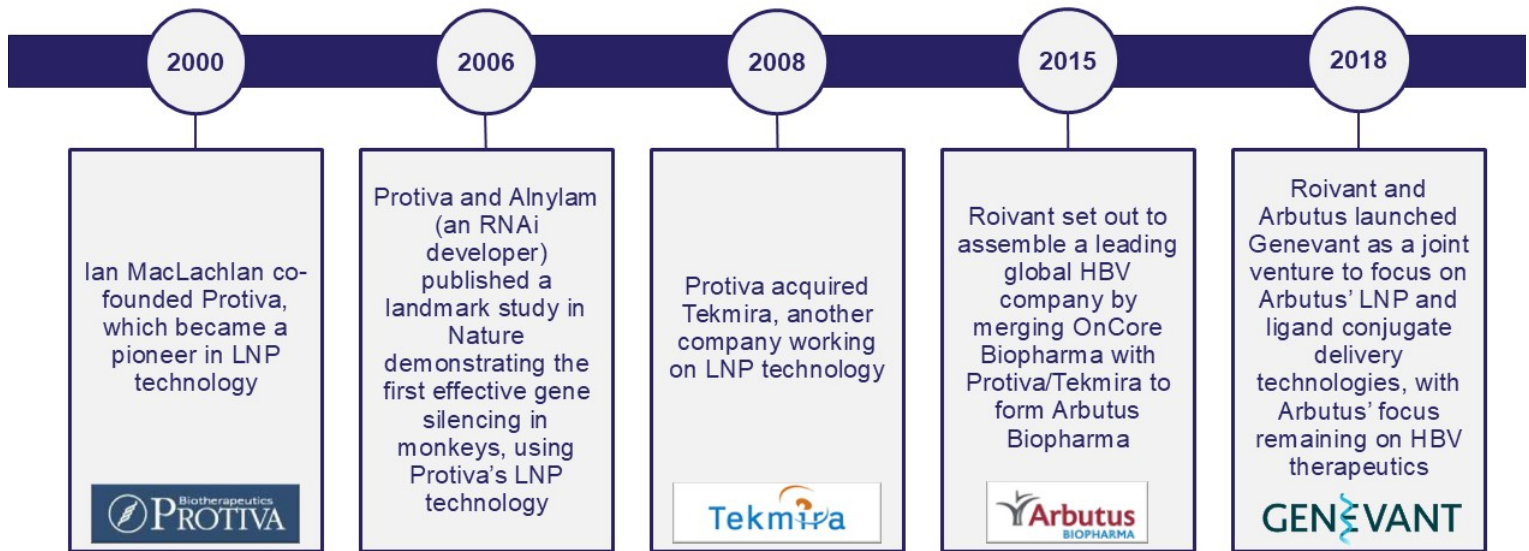 2000
2006
2008
2015
2018
Ian MacLachlan co-
founded Protiva,
which became a
pioneer in LNP
technology
Biotherapeutics
PROTIVA
Protiva and Alnylam
(an RNAi
developer)
published a
landmark study in
Nature
demonstrating the
first effective gene
silencing in
monkeys, using
Protiva's LNP
technology
Protiva acquired
Tekmira, another
company working
on LNP technology
Tekmira
Roivant set out to
assemble a leading
global HBV
company by
merging OnCore
Biopharma with
Protiva/Tekmira to
form Arbutus
Biopharma
Arbutus
BIOPHARMA
Roivant and
Arbutus launched
Genevant as a joint
venture to focus on
Arbutus' LNP and
ligand conjugate
delivery
technologies, with
Arbutus' focus
remaining on HBV
therapeutics
GENEVANT